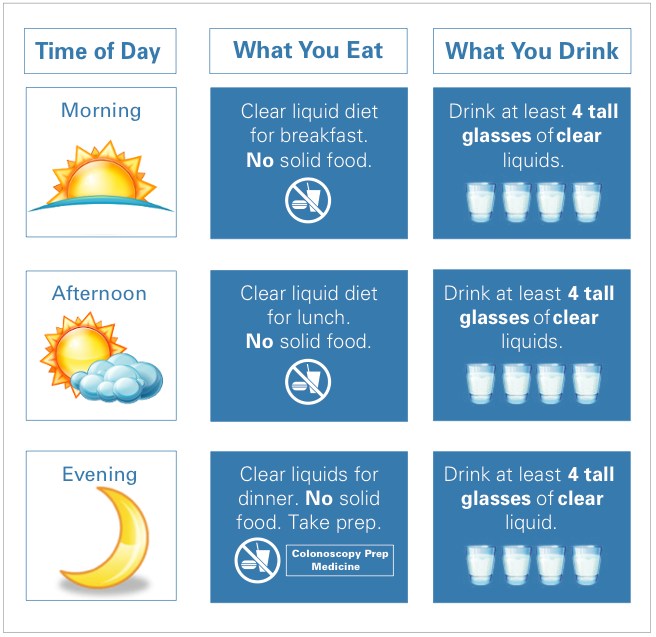 Time of Day
What You Eat
What You Drink
Morning
Clear liquid diet
for breakfast.
No solid food.
Drink at least 4 tall
glasses of clear
liquids.
Afternoon
Clear liquid diet
for lunch.
No solid food.
Drink at least 4 tall
glasses of clear
liquids.
Evening
Clear liquids for
dinner. No solid
food. Take prep.
Colonoscopy Prep
Medicine
Drink at least 4 tall
glasses of clear
liquid.